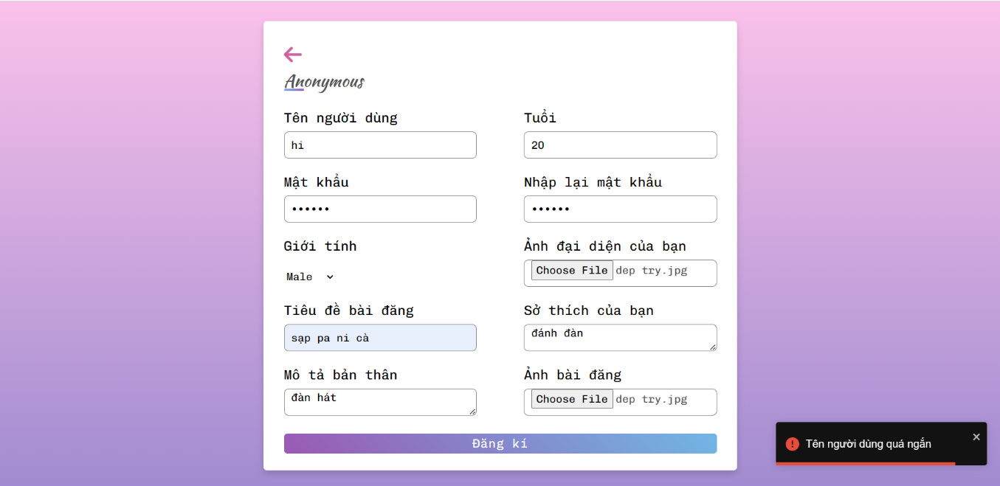 Anonymous
Tên người dùng
Tuổi
hi
20
Mật khẩu
Nhập lại mật khẩu
••••••
••••••
Giới tính
Ảnh đại diện của bạn
Male
Choose File dep try.jpg
Tiêu đề bài đăng
Sở thích của bạn
sạp pa ni cà
đánh đàn
Mô tả bản thân
Ảnh bài đăng
đàn hát
Choose File dep try.jpg
Đăng kí
Tên người dùng quá ngắn